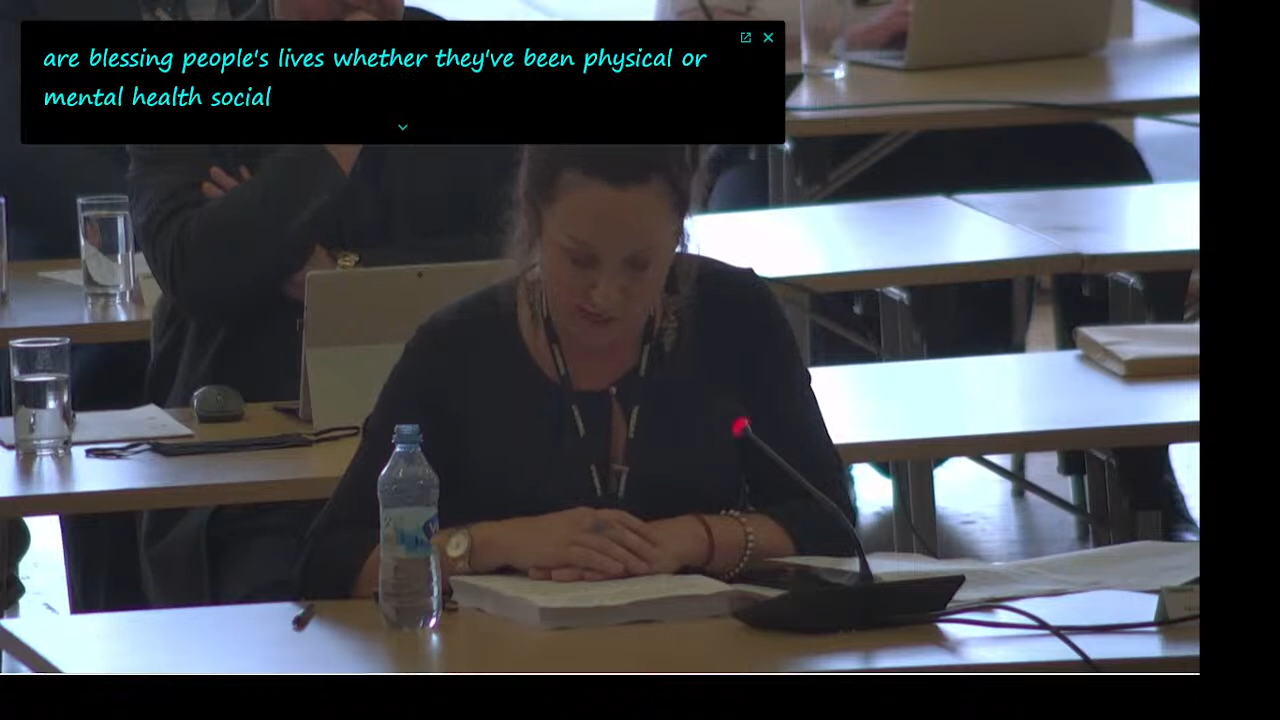 are blessing people's lives whether they've been physical or
mental health social